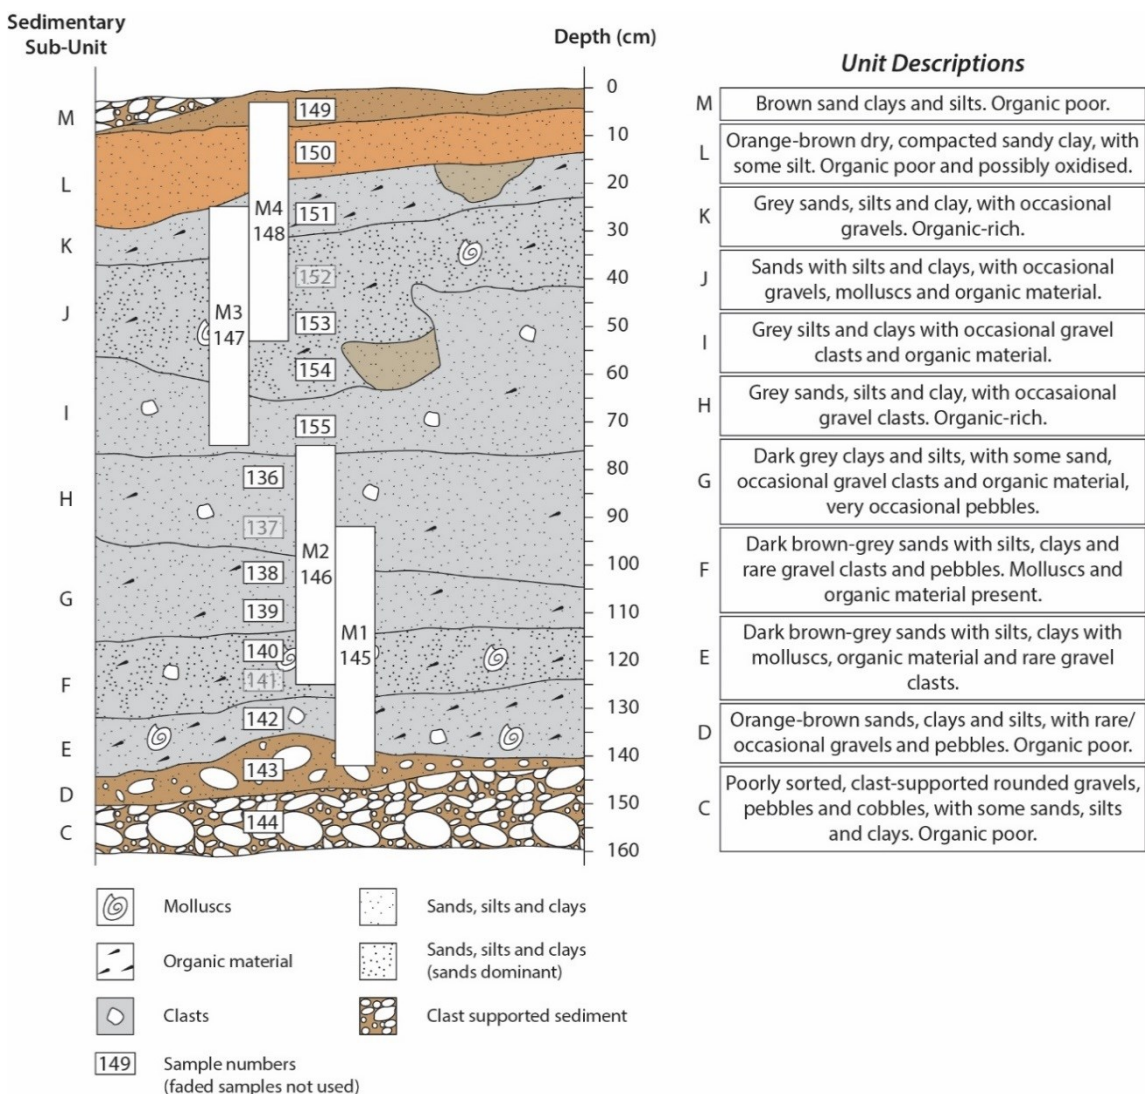 Sedimentary
Sub-Unit
Depth (cm)
M
L
K
J
I
H
G
F
E
D
C
149
150
151
152
153
154
155
136
137
138
139
140
141
142
143
144
M4
148
M3
147
M2
146
M1
145
0
10
20
30
40
50
60
70
80
90
100
110
120
130
140
150
160
Unit Descriptions
M
Brown sand clays and silts. Organic poor.
L
Orange-brown dry, compacted sandy clay, with
some silt. Organic poor and possibly oxidised.
K
Grey sands, silts and clay, with occasional
gravels. Organic-rich.
J
Sands with silts and clays, with occasional
gravels, molluscs and organic material.
I
Grey silts and clays with occasional gravel
clasts and organic material.
H
Grey sands, silts and clay, with occasaional
gravel clasts. Organic-rich.
G
Dark grey clays and silts, with some sand,
occasional gravel clasts and organic material,
very occasional pebbles.
F
Dark brown-grey sands with silts, clays and
rare gravel clasts and pebbles. Molluscs and
organic material present.
E
Dark brown-grey sands with silts, clays with
molluscs, organic material and rare gravel
clasts.
D
Orange-brown sands, clays and silts, with rare/
occasional gravels and pebbles. Organic poor.
C
Poorly sorted, clast-supported rounded gravels,
pebbles and cobbles, with some sands, silts
and clays. Organic poor.
Molluscs
Organic material
Clasts
149
Sample numbers
(faded samples not used)
Sands, silts and clays
Sands, silts and clays
(sands dominant)
Clast supported sediment